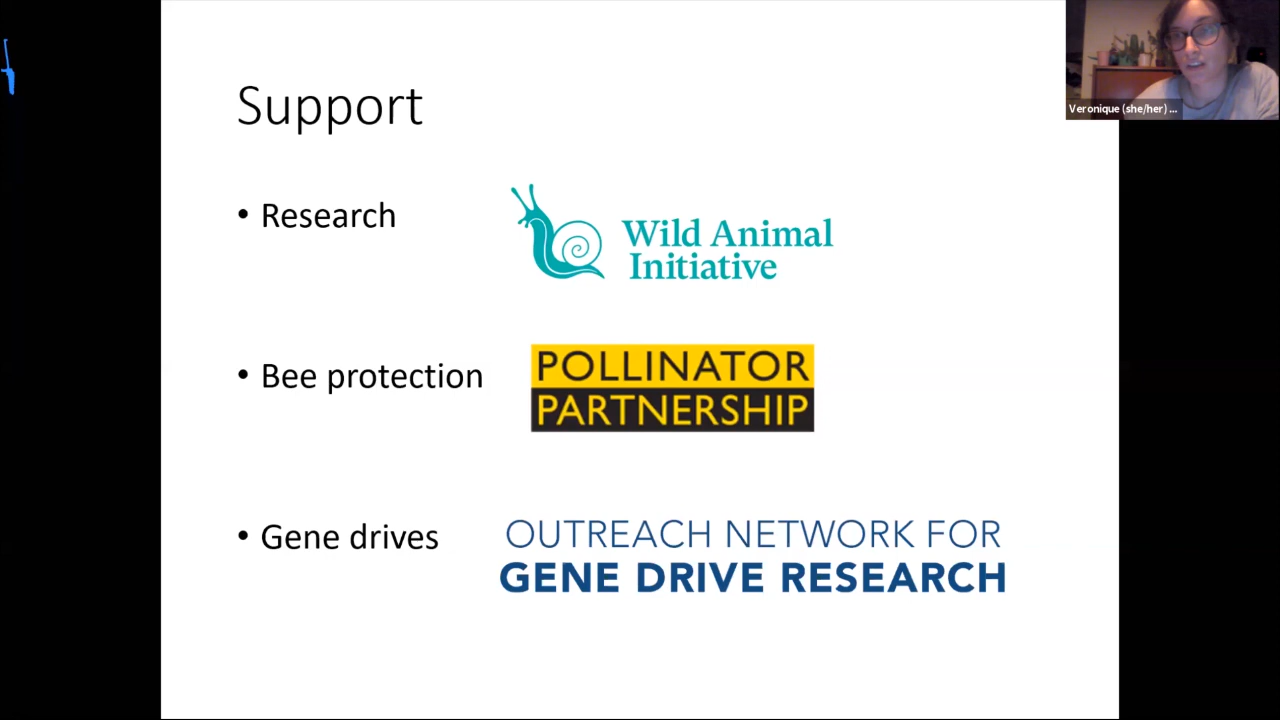 Support
Veronique (she/her) ...
• Research
Wild Animal
Initiative
• Bee protection
POLLINATOR
PARTNERSHIP
• Gene drives
OUTREACH NETWORK FOR
GENE DRIVE RESEARCH